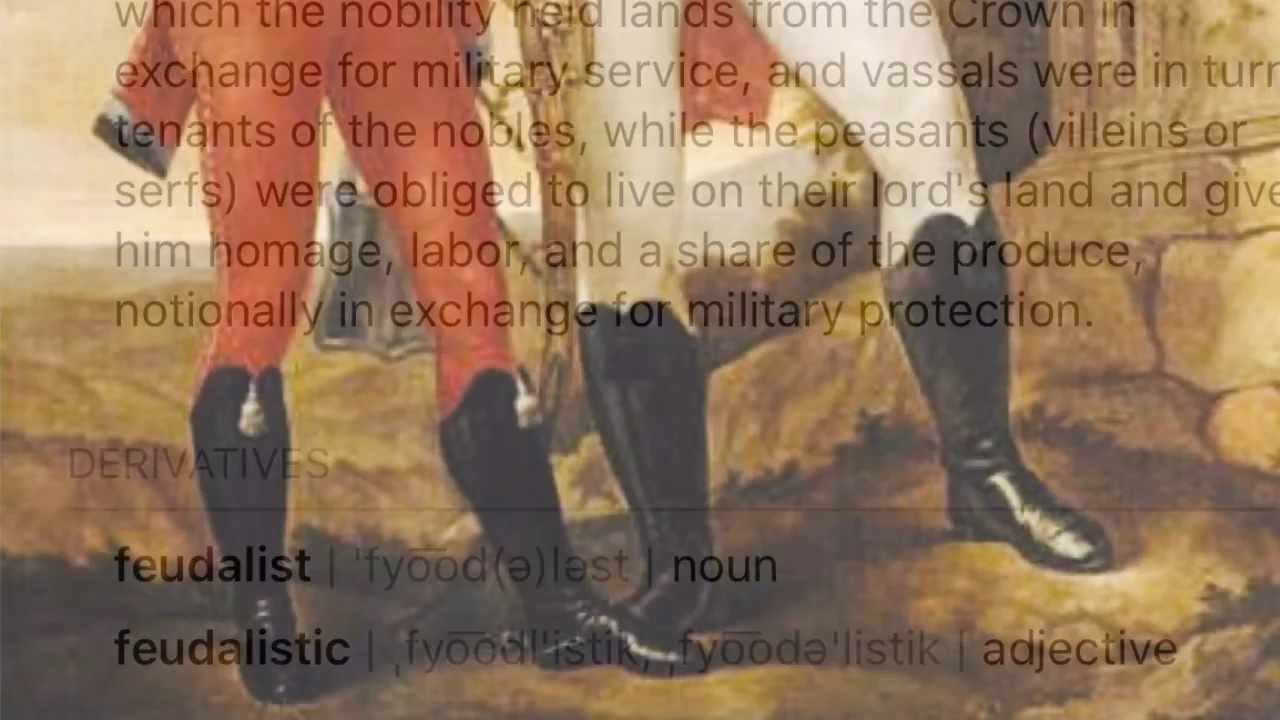 which the nobility held lands from the Crown in
exchange for military service, and vassals were in turn
tenants of the nobles, while the peasants (villeins or
serfs) were obliged to live on their lord's land and give
him homage, labor, and a share of the produce,
notionally in exchange for military protection.
DERIVATIVES
feudalist | ˈfyo͞od(ə)ləst | noun
feudalistic | ˌfyo͞odlˈistik, ˌfyo͞odəˈlistik | adjective